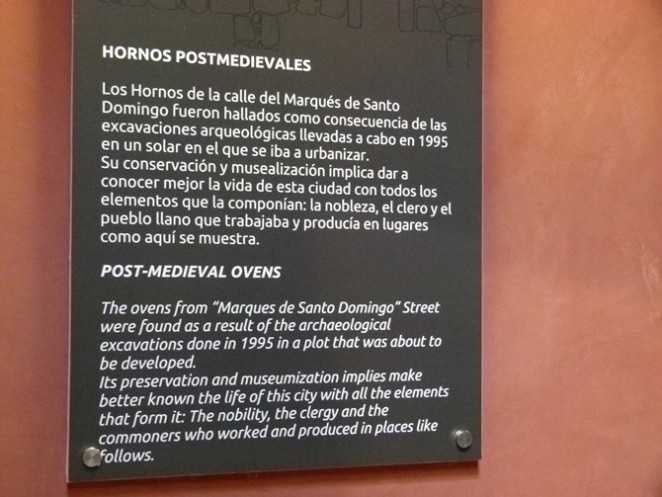 HORNOS POSTMEDIEVALES
Los Hornos de la calle del Marqués de Santo
Domingo fueron hallados como consecuencia de las
excavaciones arqueológicas llevadas a cabo en 1995
en un solar en el que se iba a urbanizar.
Su conservación y musealización implica dar a
conocer mejor la vida de esta ciudad con todos los
elementos que la componían: la nobleza, el clero y el
pueblo llano que trabajaba y producía en lugares
como aquí se muestra.
POST-MEDIEVAL OVENS
The ovens from “Marques de Santo Domingo” Street
were found as a result of the archaeological
excavations done in 1995 in a plot that was about to
be developed.
Its preservation and museumization implies make
better known the life of this city with all the elements
that form it: The nobility, the clergy and the
commoners who worked and produced in places like
follows.